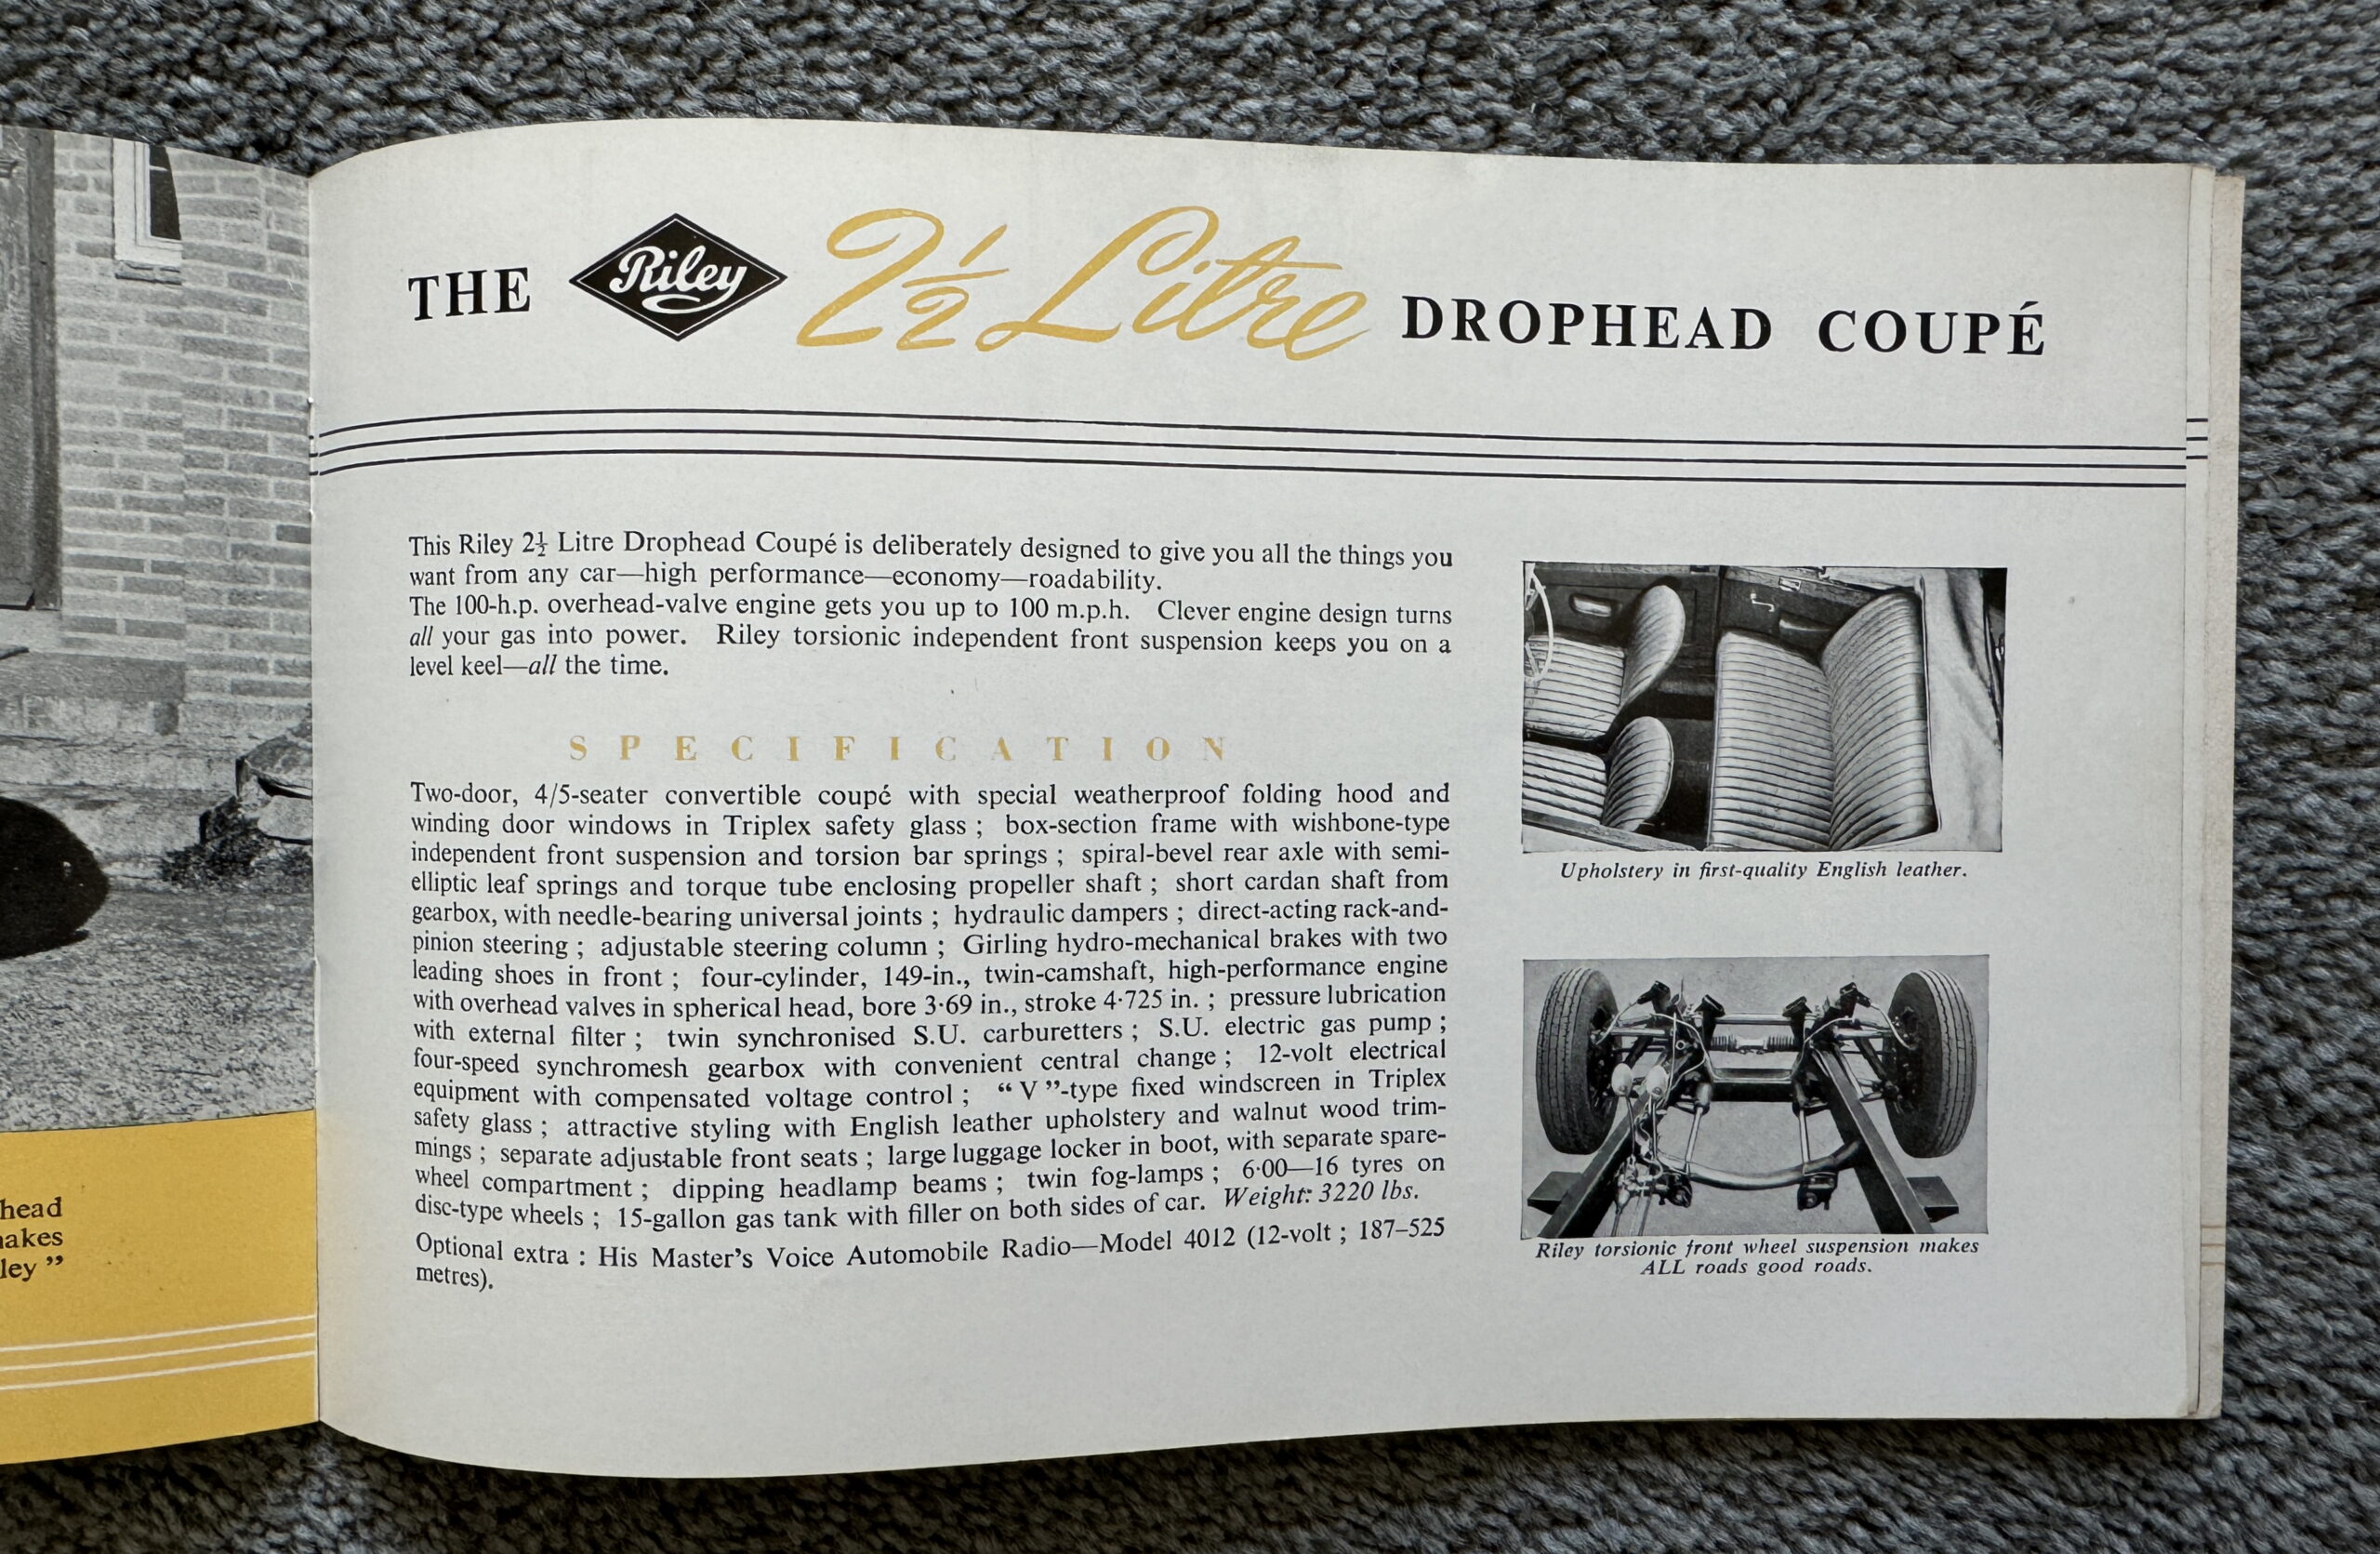 head
akes
ley ”
THE Riley 2½ Litre DROPHEAD COUPÉ
This Riley 2½ Litre Drophead Coupé is deliberately designed to give you all the things you
want from any car—high performance—economy—roadability.
The 100-h.p. overhead-valve engine gets you up to 100 m.p.h. Clever engine design turns
all your gas into power. Riley torsionic independent front suspension keeps you on a
level keel—all the time.
SPECIFICATION
Two-door, 4/5-seater convertible coupé with special weatherproof folding hood and
winding door windows in Triplex safety glass ; box-section frame with wishbone-type
independent front suspension and torsion bar springs ; spiral-bevel rear axle with semi-
elliptic leaf springs and torque tube enclosing propeller shaft ; short cardan shaft from
gearbox, with needle-bearing universal joints ; hydraulic dampers ; direct-acting rack-and-
pinion steering ; adjustable steering column ; Girling hydro-mechanical brakes with two
leading shoes in front ; four-cylinder, 149-in., twin-camshaft, high-performance engine
with overhead valves in spherical head, bore 3·69 in., stroke 4·725 in. ; pressure lubrication
with external filter ; twin synchronised S.U. carburetters ; S.U. electric gas pump ;
four-speed synchromesh gearbox with convenient central change ; 12-volt electrical
equipment with compensated voltage control ; “ V ”-type fixed windscreen in Triplex
safety glass ; attractive styling with English leather upholstery and walnut wood trim-
mings ; separate adjustable front seats ; large luggage locker in boot, with separate spare-
wheel compartment ; dipping headlamp beams ; twin fog-lamps ; 6·00—16 tyres on
disc-type wheels ; 15-gallon gas tank with filler on both sides of car. Weight: 3220 lbs.
Optional extra : His Master’s Voice Automobile Radio—Model 4012 (12-volt ; 187–525
metres).
Upholstery in first-quality English leather.
Riley torsionic front wheel suspension makes
ALL roads good roads.